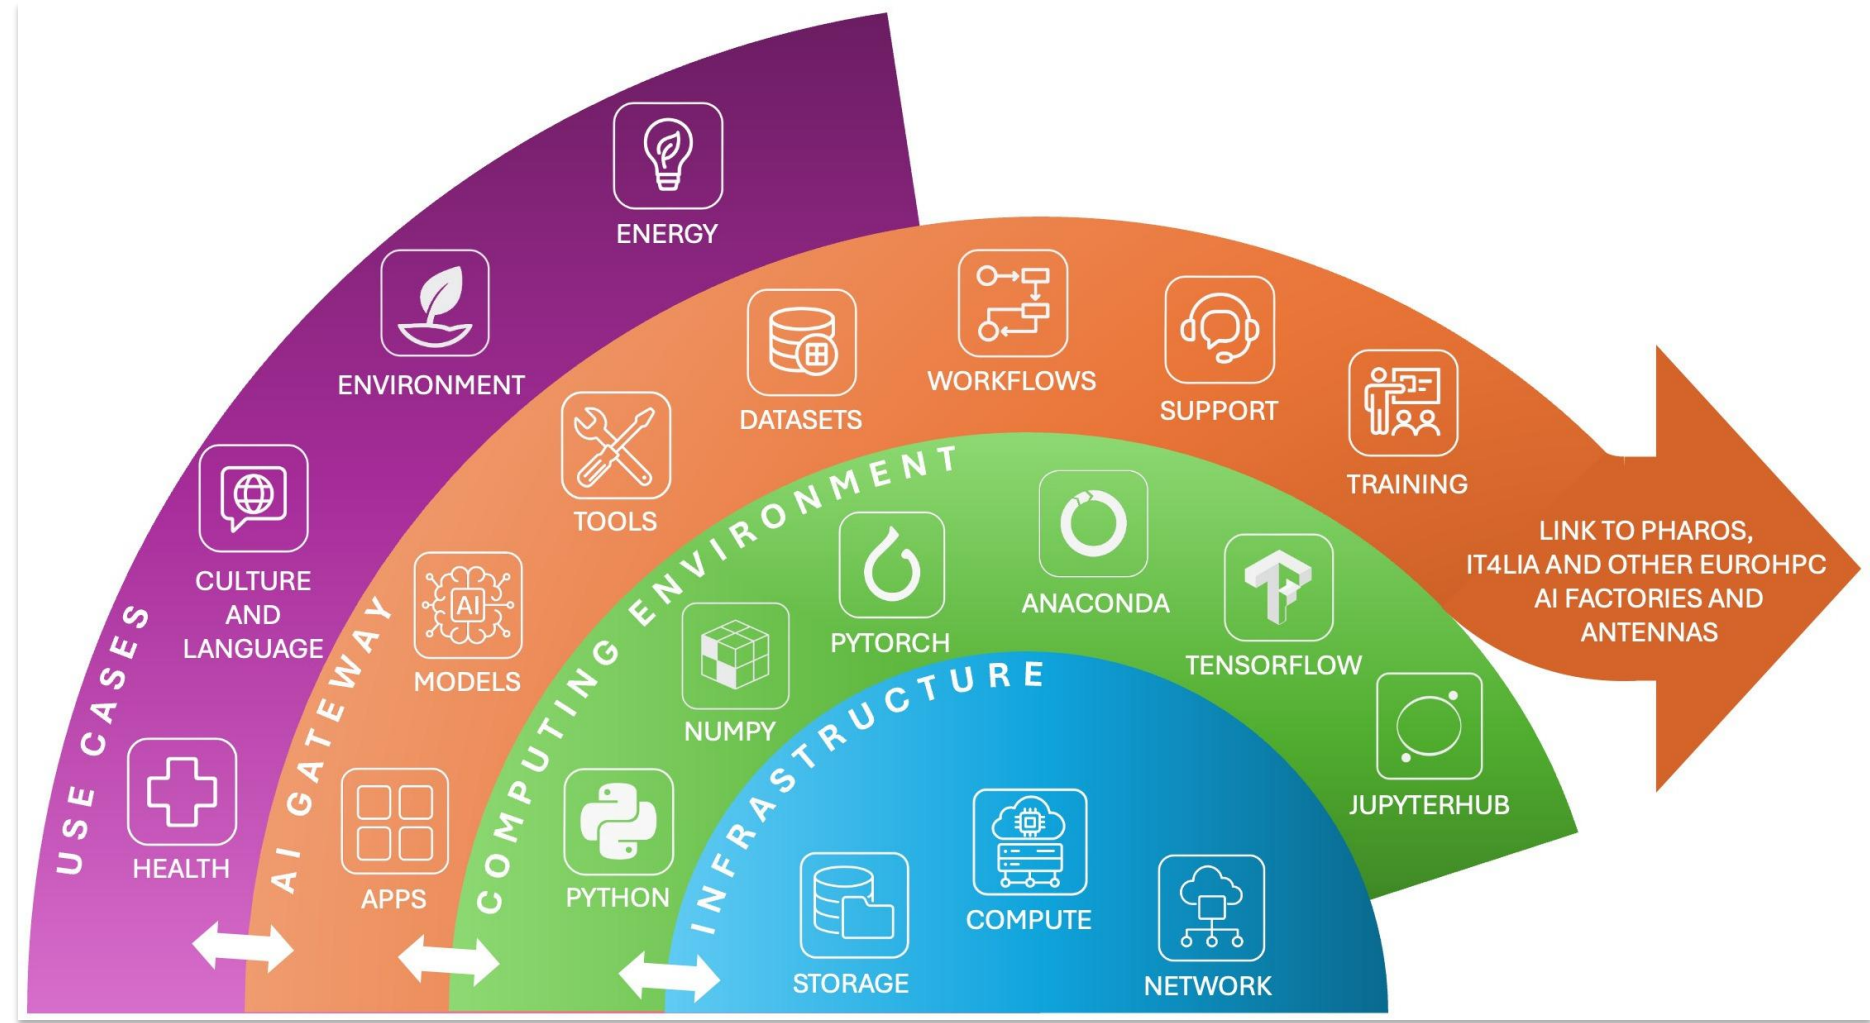 USE CASES
ENERGY
ENVIRONMENT
CULTURE
AND
LANGUAGE
HEALTH
AI GATEWAY
APPS
MODELS
TOOLS
DATASETS
WORKFLOWS
SUPPORT
TRAINING
LINK TO PHAROS,
IT4LIA AND OTHER EUROHPC
AI FACTORIES AND
ANTENNAS
COMPUTING ENVIRONMENT
PYTHON
NUMPY
PYTORCH
ANACONDA
TENSORFLOW
JUPYTERHUB
INFRASTRUCTURE
STORAGE
COMPUTE
NETWORK
AI